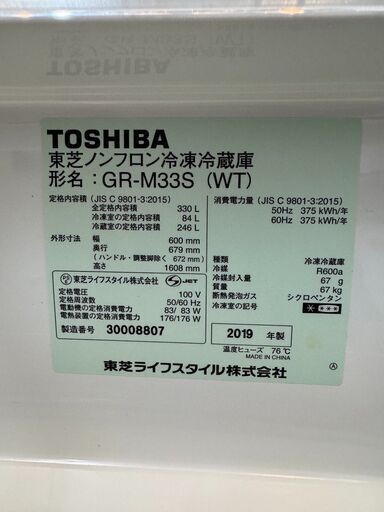 TOSHIBA
東芝ノンフロン冷凍冷蔵庫
形名：GR-M33S (WT)
定格内容積 (JIS C 9801-3:2015)
全定格内容積 330 L
冷凍室の容積 84 L
冷蔵室の容積 246 L
外形寸法 幅 600 mm
奥行 679 mm
(ハンドル・調整脚除く 672 mm)
高さ 1608 mm
消費電力量 (JIS C 9801-3:2015)
50Hz 375 kWh/年
60Hz 375 kWh/年
種類 冷凍冷蔵庫
冷媒 R600a
冷媒封入量 67 g
質量 67 kg
断熱発泡ガス シクロペンタン
冷凍室の記号
PS E 東芝ライフスタイル株式会社 S JET
定格電圧 100 V
定格周波数 50/60 Hz
電動機の定格消費電力 83/ 83 W
電熱装置の定格消費電力 176/176 W
製造番号 30008807
2019 年製
温度ヒューズ 76℃
MADE IN CHINA
東芝ライフスタイル株式会社
Ⓐ